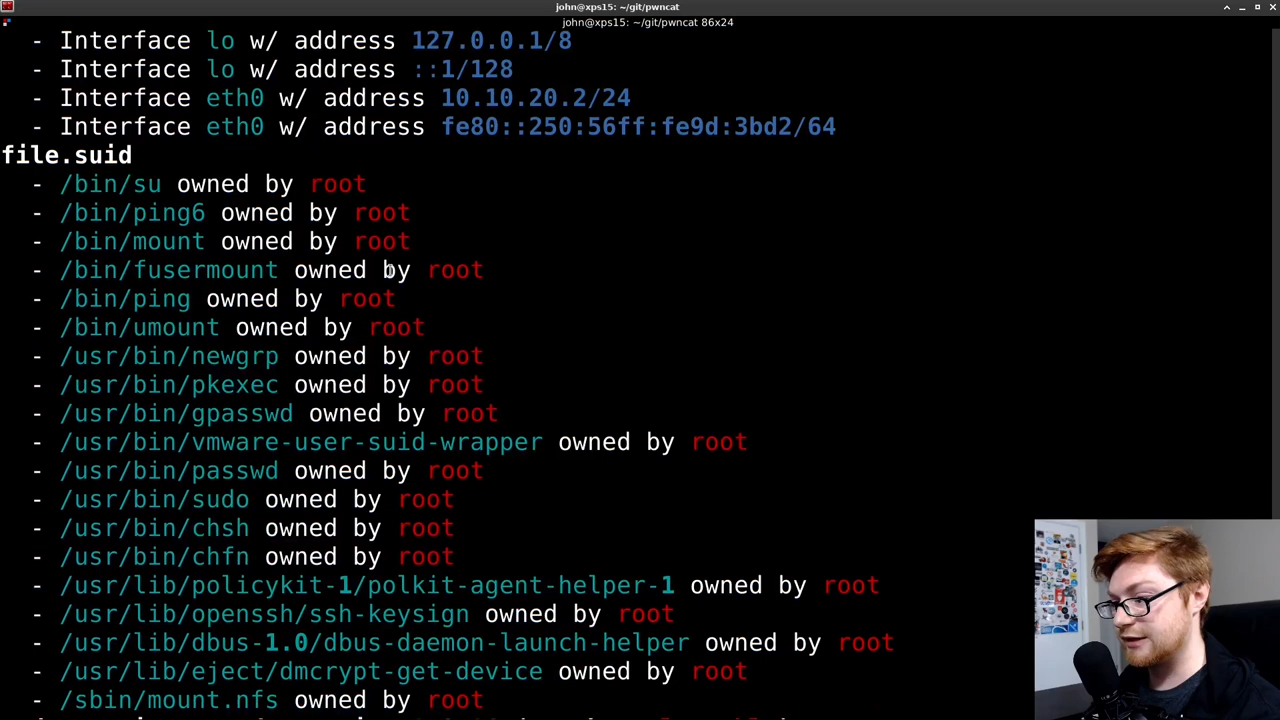 john@xps15: ~/git/pwncat
john@xps15: ~/git/pwncat 86x24
- Interface lo w/ address 127.0.0.1/8
- Interface lo w/ address ::1/128
- Interface eth0 w/ address 10.10.20.2/24
- Interface eth0 w/ address fe80::250:56ff:fe9d:3bd2/64
file.suid
- /bin/su owned by root
- /bin/ping6 owned by root
- /bin/mount owned by root
- /bin/fusermount owned by root
- /bin/ping owned by root
- /bin/umount owned by root
- /usr/bin/newgrp owned by root
- /usr/bin/pkexec owned by root
- /usr/bin/gpasswd owned by root
- /usr/bin/vmware-user-suid-wrapper owned by root
- /usr/bin/passwd owned by root
- /usr/bin/sudo owned by root
- /usr/bin/chsh owned by root
- /usr/bin/chfn owned by root
- /usr/lib/policykit-1/polkit-agent-helper-1 owned by root
- /usr/lib/openssh/ssh-keysign owned by root
- /usr/lib/dbus-1.0/dbus-daemon-launch-helper owned by root
- /usr/lib/eject/dmcrypt-get-device owned by root
- /sbin/mount.nfs owned by root